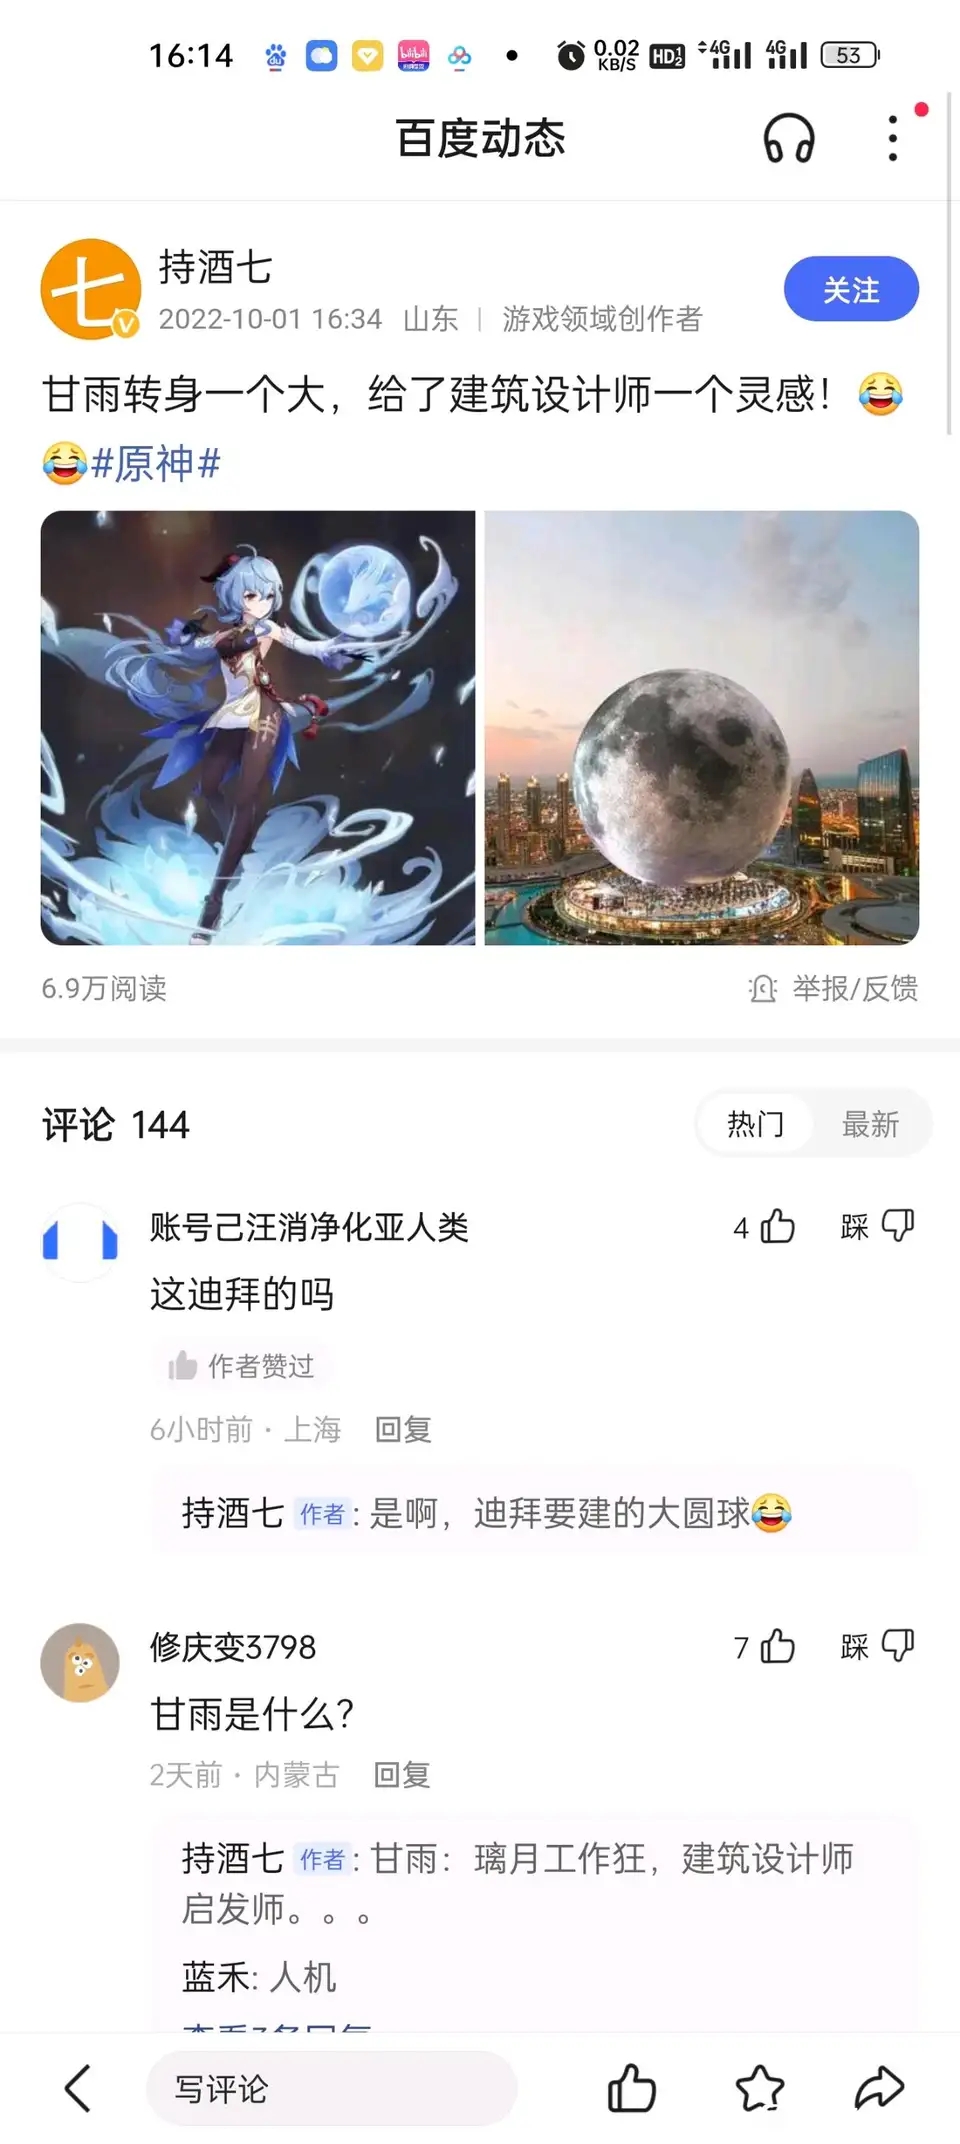 16:14
0.02
KB/S
HD
4G
4G
53
百度动态
七
持酒七
2022-10-01 16:34 山东 | 游戏领域创作者
关注
甘雨转身一个大，给了建筑设计师一个灵感！😂
😂#原神#
6.9万阅读
举报/反馈
评论 144
热门
最新
账号己汪消净化亚人类
4
踩
这迪拜的吗
作者赞过
6小时前 · 上海 回复
持酒七 作者: 是啊，迪拜要建的大圆球😂
修庆变3798
7
踩
甘雨是什么？
2天前 · 内蒙古 回复
持酒七 作者: 甘雨：璃月工作狂，建筑设计师
启发师。。。
蓝禾: 人机
写评论